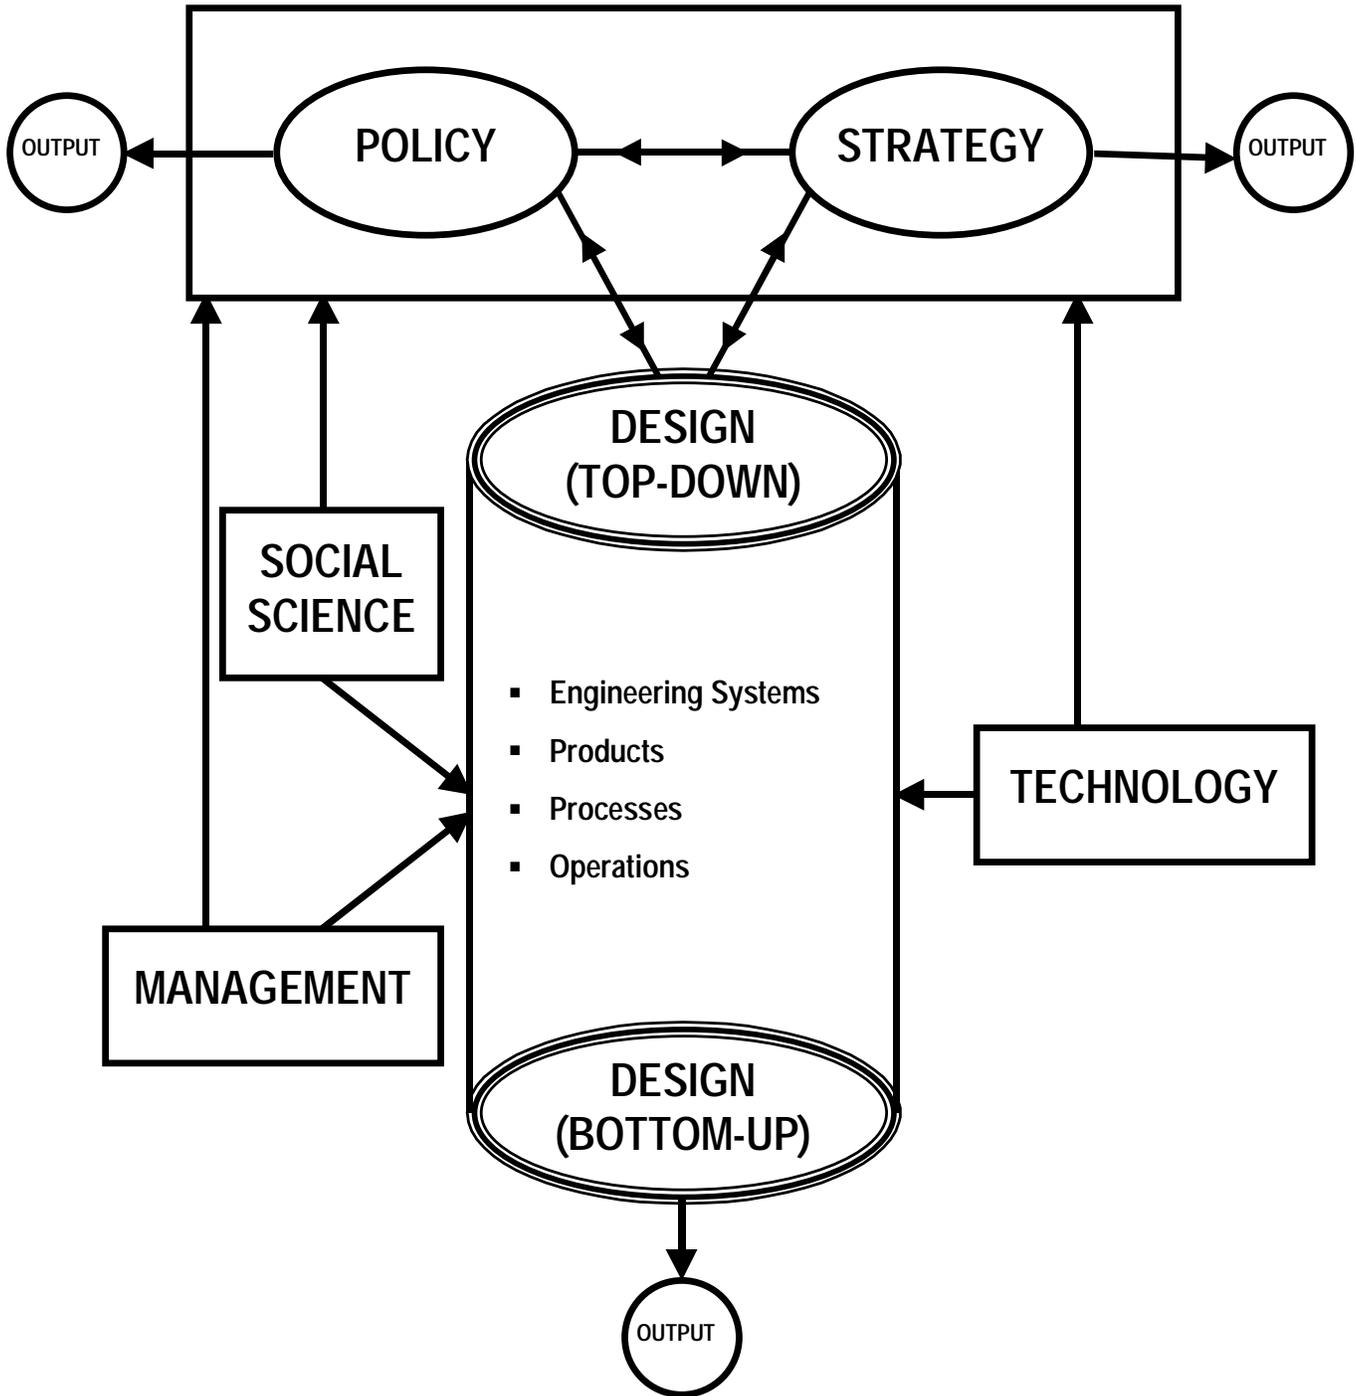 OUTPUT
POLICY
STRATEGY
OUTPUT
DESIGN
(TOP-DOWN)
SOCIAL
SCIENCE
▪ Engineering Systems
▪ Products
▪ Processes
▪ Operations
TECHNOLOGY
MANAGEMENT
DESIGN
(BOTTOM-UP)
OUTPUT